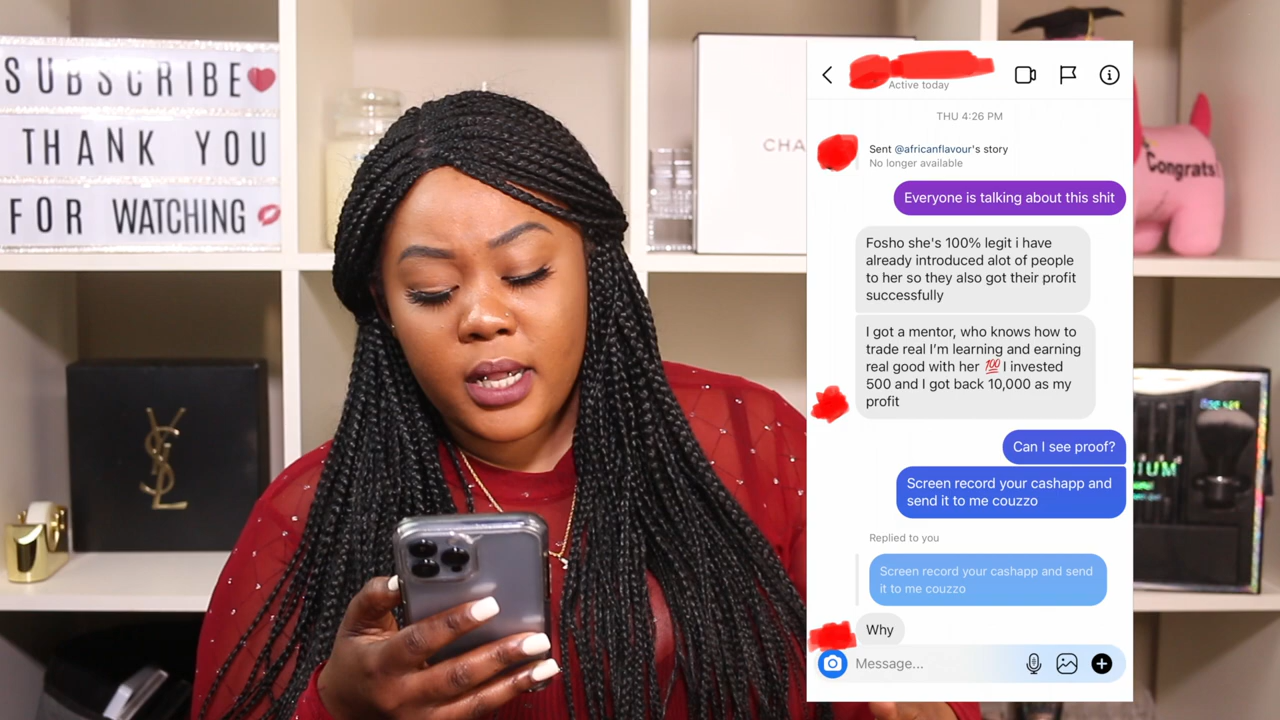 SUBSCRIBE
THANK YOU
FOR WATCHING
YSL
CHA
Congrats!
IUM
Active today
THU 4:26 PM
Sent @africanflavour's story
No longer available
Everyone is talking about this shit
Fosho she's 100% legit i have
already introduced alot of people
to her so they also got their profit
successfully
I got a mentor, who knows how to
trade real I'm learning and earning
real good with her 💯 I invested
500 and I got back 10,000 as my
profit
Can I see proof?
Screen record your cashapp and
send it to me couzzo
Replied to you
Screen record your cashapp and send
it to me couzzo
Why
Message...